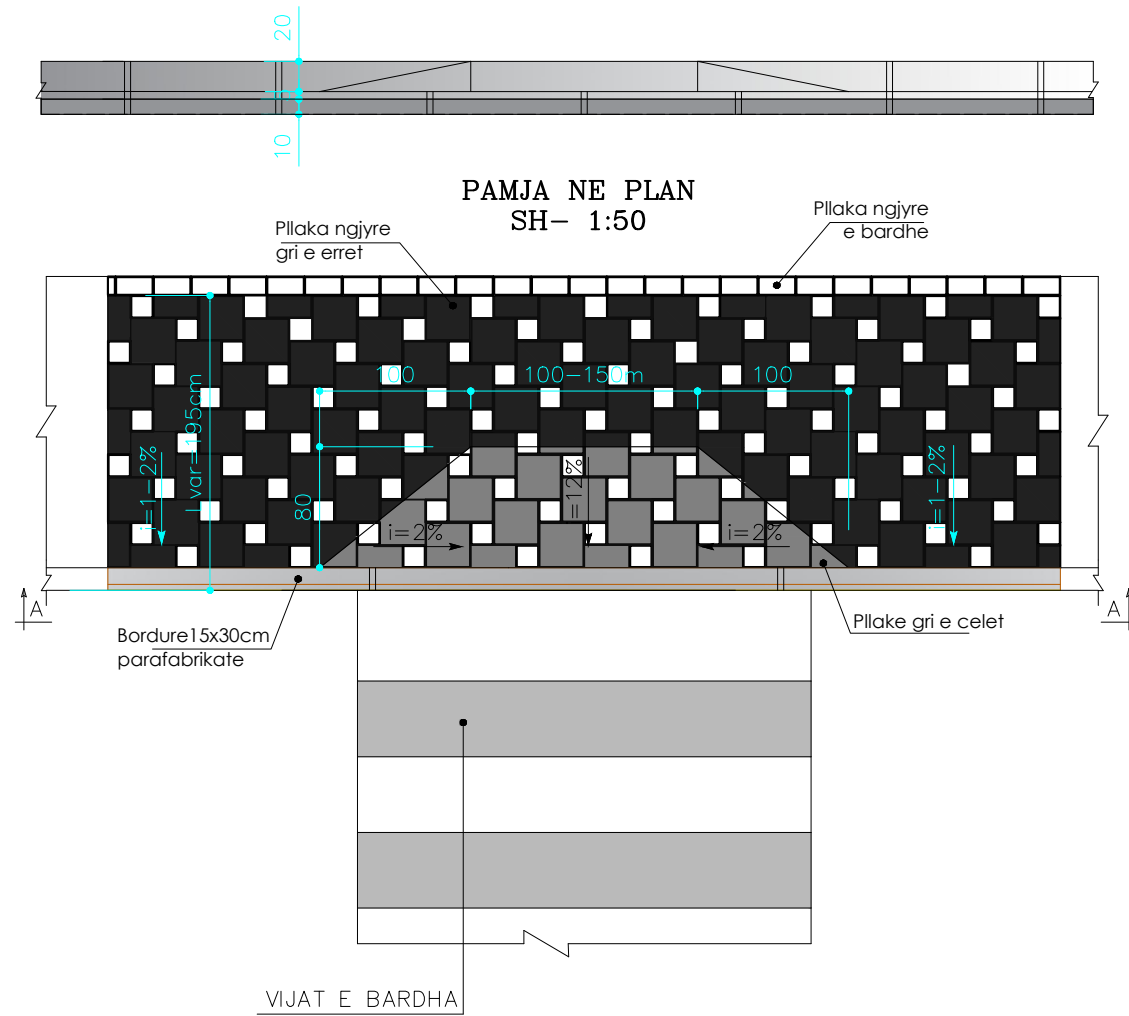 20
10
PAMJA NE PLAN
SH- 1:50
Pllaka ngjyre
gri e erret
Pllaka ngjyre
e bardhe
100
100-150m
100
L var=195cm
80
i=1-2%
i=2%
i=12%
i=2%
i=1-2%
A
A
Bordure15x30cm
parafabrikate
Pllake gri e celet
VIJAT E BARDHA